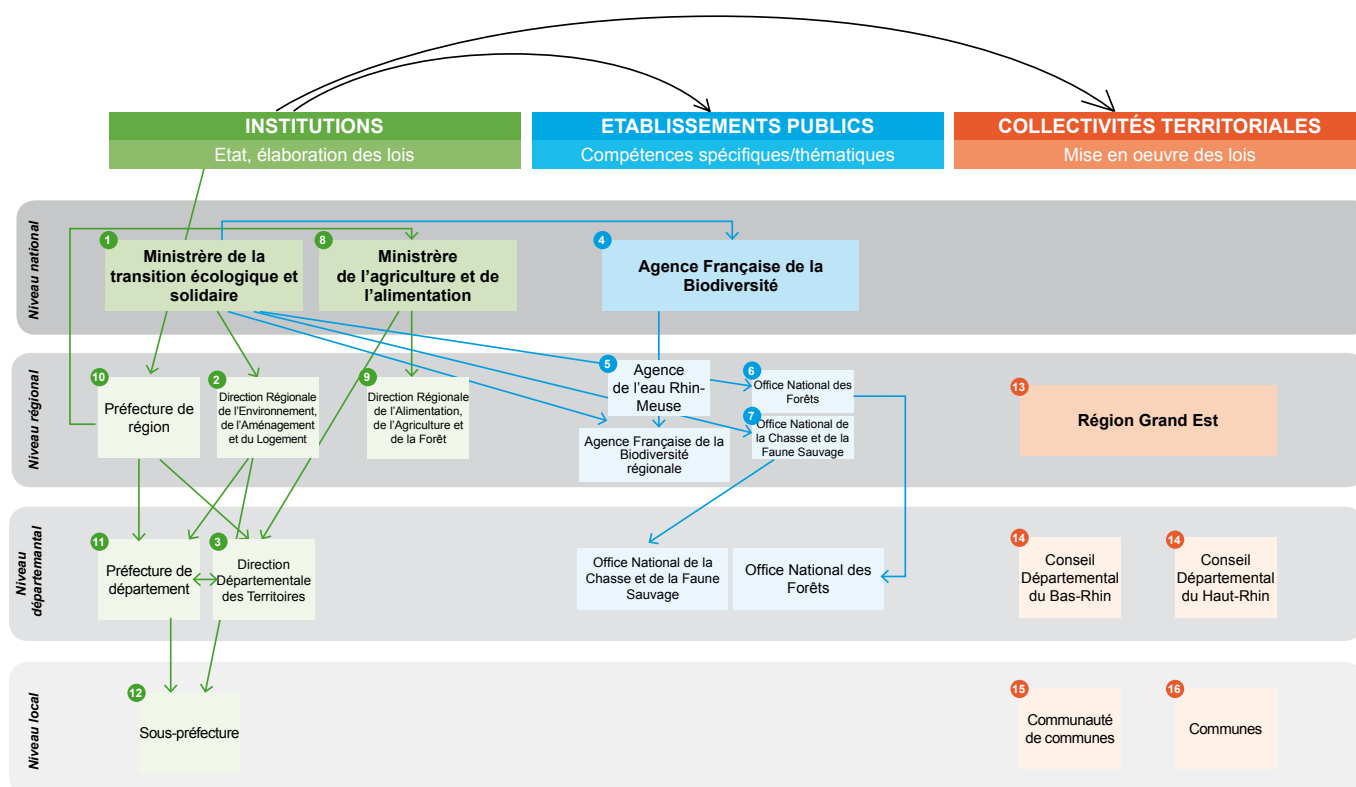 INSTITUTIONS
Etat, élaboration des lois
ETABLISSEMENTS PUBLICS
Compétences spécifiques/thématiques
COLLECTIVITÉS TERRITORIALES
Mise en oeuvre des lois
Niveau national
1
Ministère de la
transition écologique et
solidaire
8
Ministère
de l'agriculture et de
l'alimentation
4
Agence Française de la
Biodiversité
Niveau régional
10
Préfecture de
région
2
Direction Régionale
de l'Environnement,
de l'Aménagement
et du Logement
9
Direction Régionale
de l'Alimentation,
de l'Agriculture et
de la Forêt
5
Agence
de l'eau Rhin-
Meuse
Agence Française de la
Biodiversité
régionale
6
Office National des
Forêts
7
Office National de
la Chasse et de la
Faune Sauvage
13
Région Grand Est
Niveau
départemantal
11
Préfecture de
département
3
Direction
Départementale
des Territoires
Office National de la
Chasse et de la Faune
Sauvage
Office National des
Forêts
14
Conseil
Départemental
du Bas-Rhin
14
Conseil
Départemental
du Haut-Rhin
Niveau local
12
Sous-préfecture
15
Communauté
de communes
16
Communes